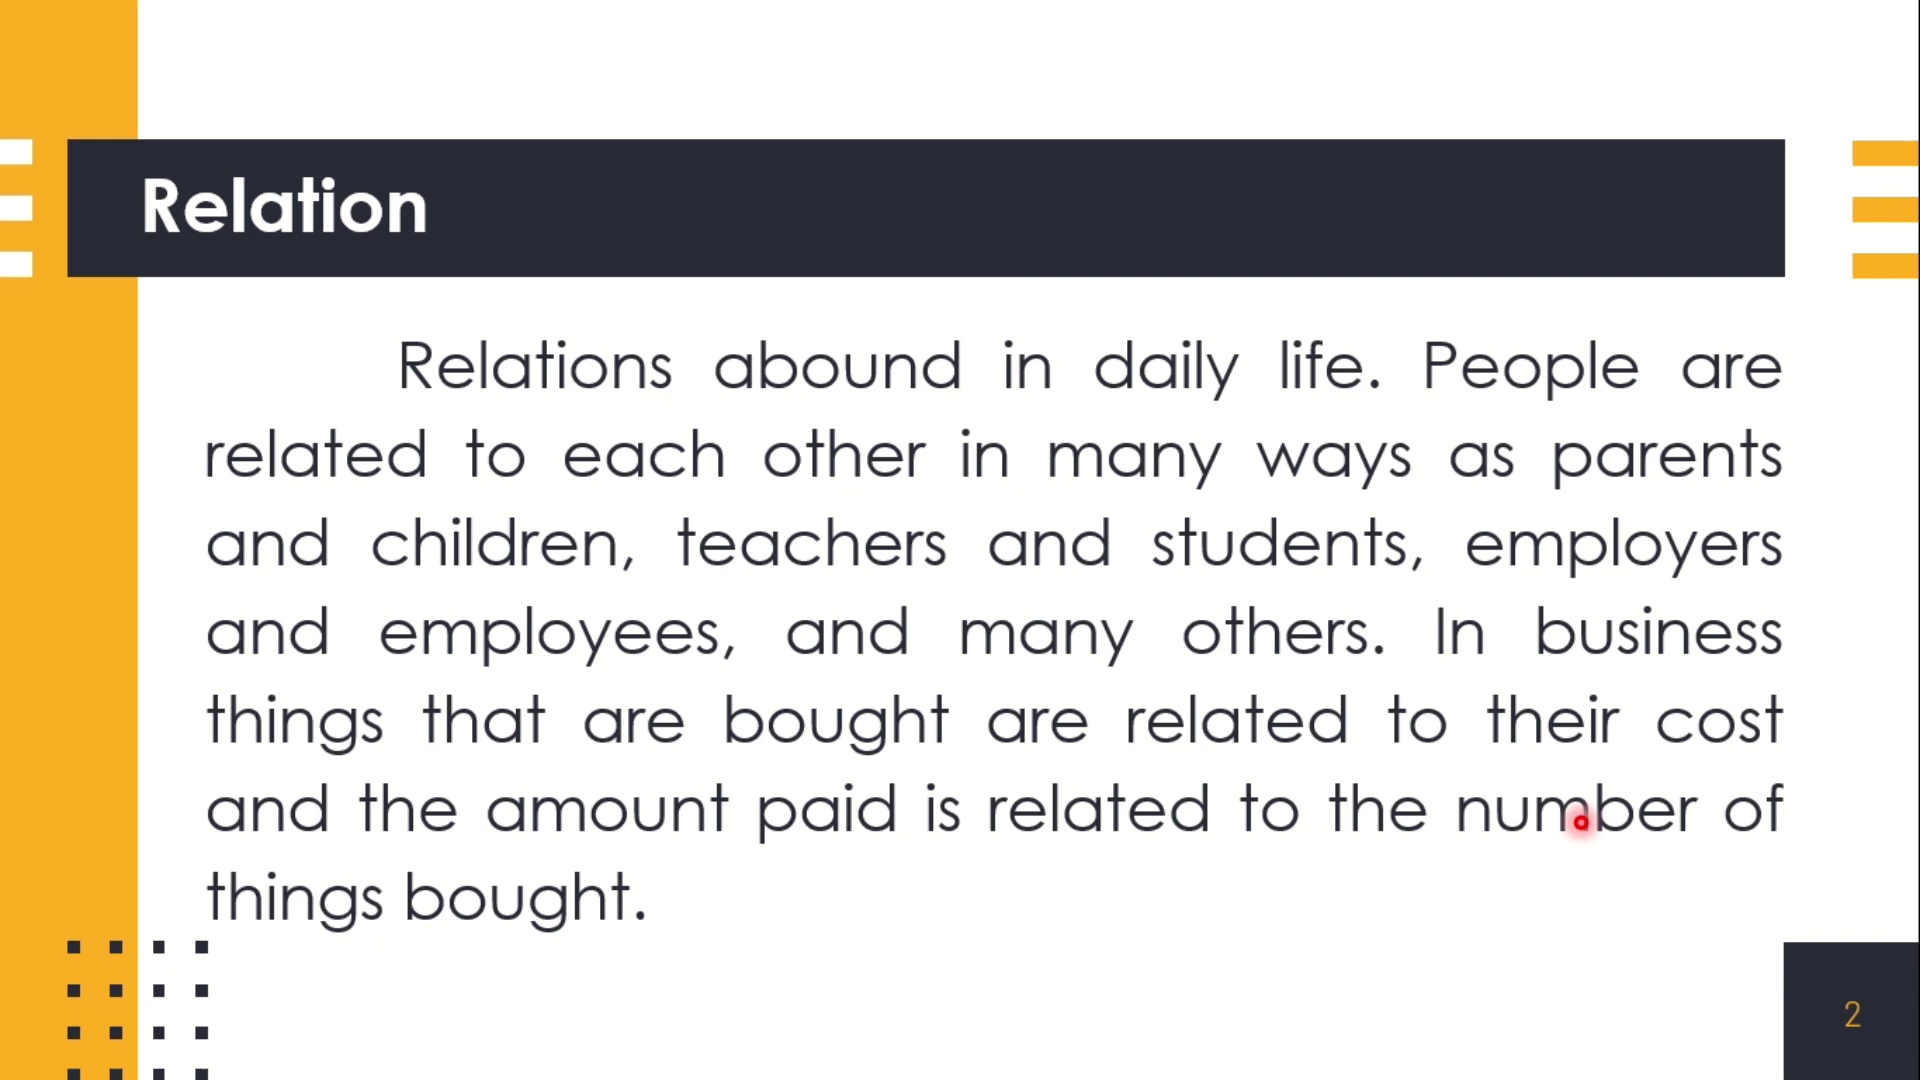 Relation
Relations abound in daily life. People are
related to each other in many ways as parents
and children, teachers and students, employers
and employees, and many others. In business
things that are bought are related to their cost
and the amount paid is related to the number of
things bought.
2